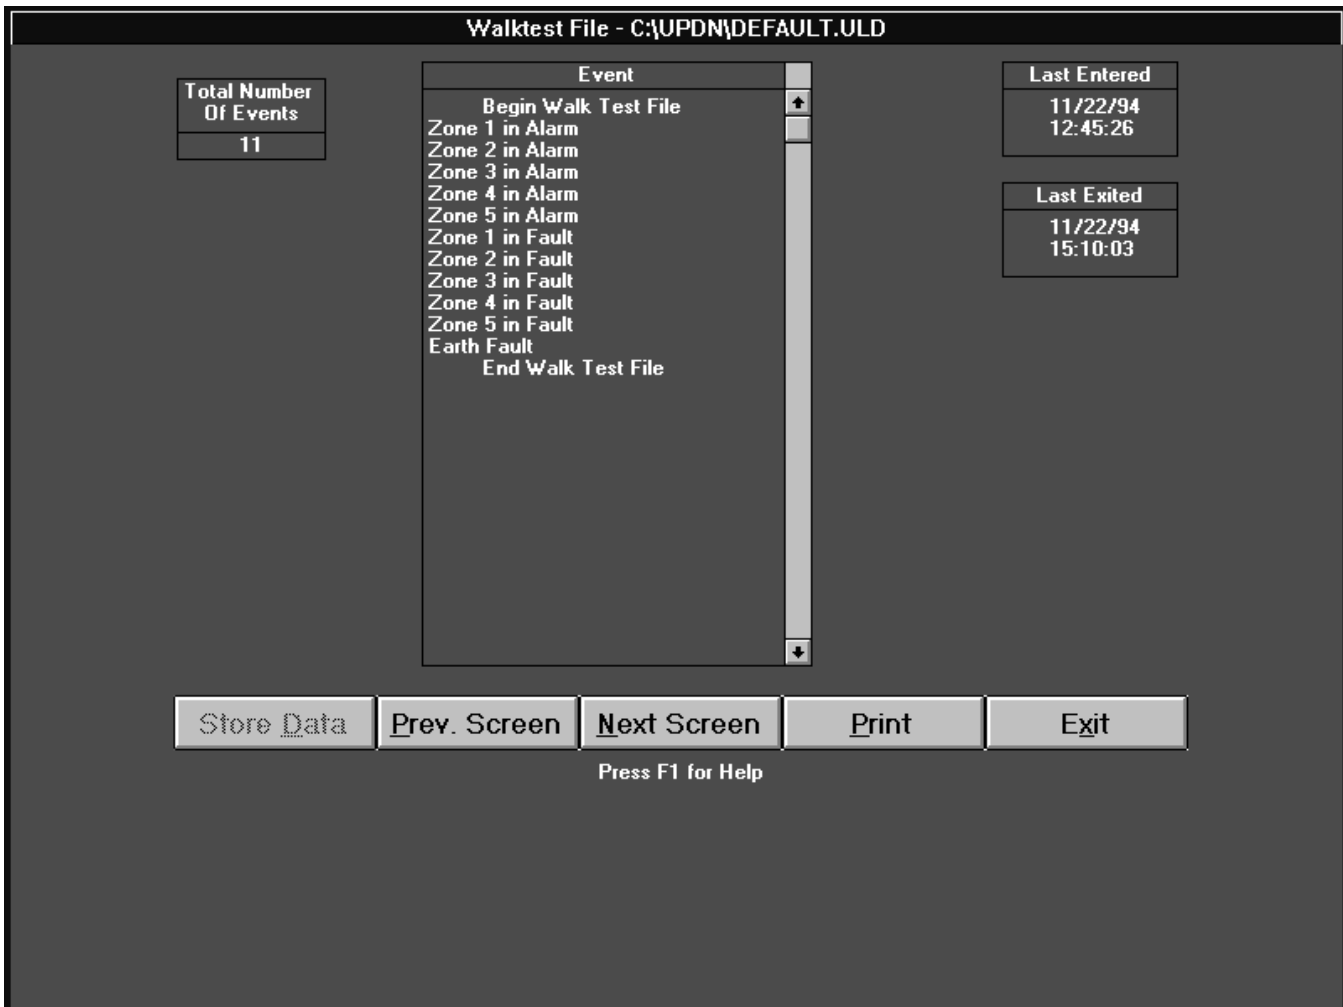 Walktest File - C:\UPDN\DEFAULT.ULD
Total Number
Of Events
11
Event
Begin Walk Test File
Zone 1 in Alarm
Zone 2 in Alarm
Zone 3 in Alarm
Zone 4 in Alarm
Zone 5 in Alarm
Zone 1 in Fault
Zone 2 in Fault
Zone 3 in Fault
Zone 4 in Fault
Zone 5 in Fault
Earth Fault
End Walk Test File
Last Entered
11/22/94
12:45:26
Last Exited
11/22/94
15:10:03
Store Data
Prev. Screen
Next Screen
Print
Exit
Press F1 for Help